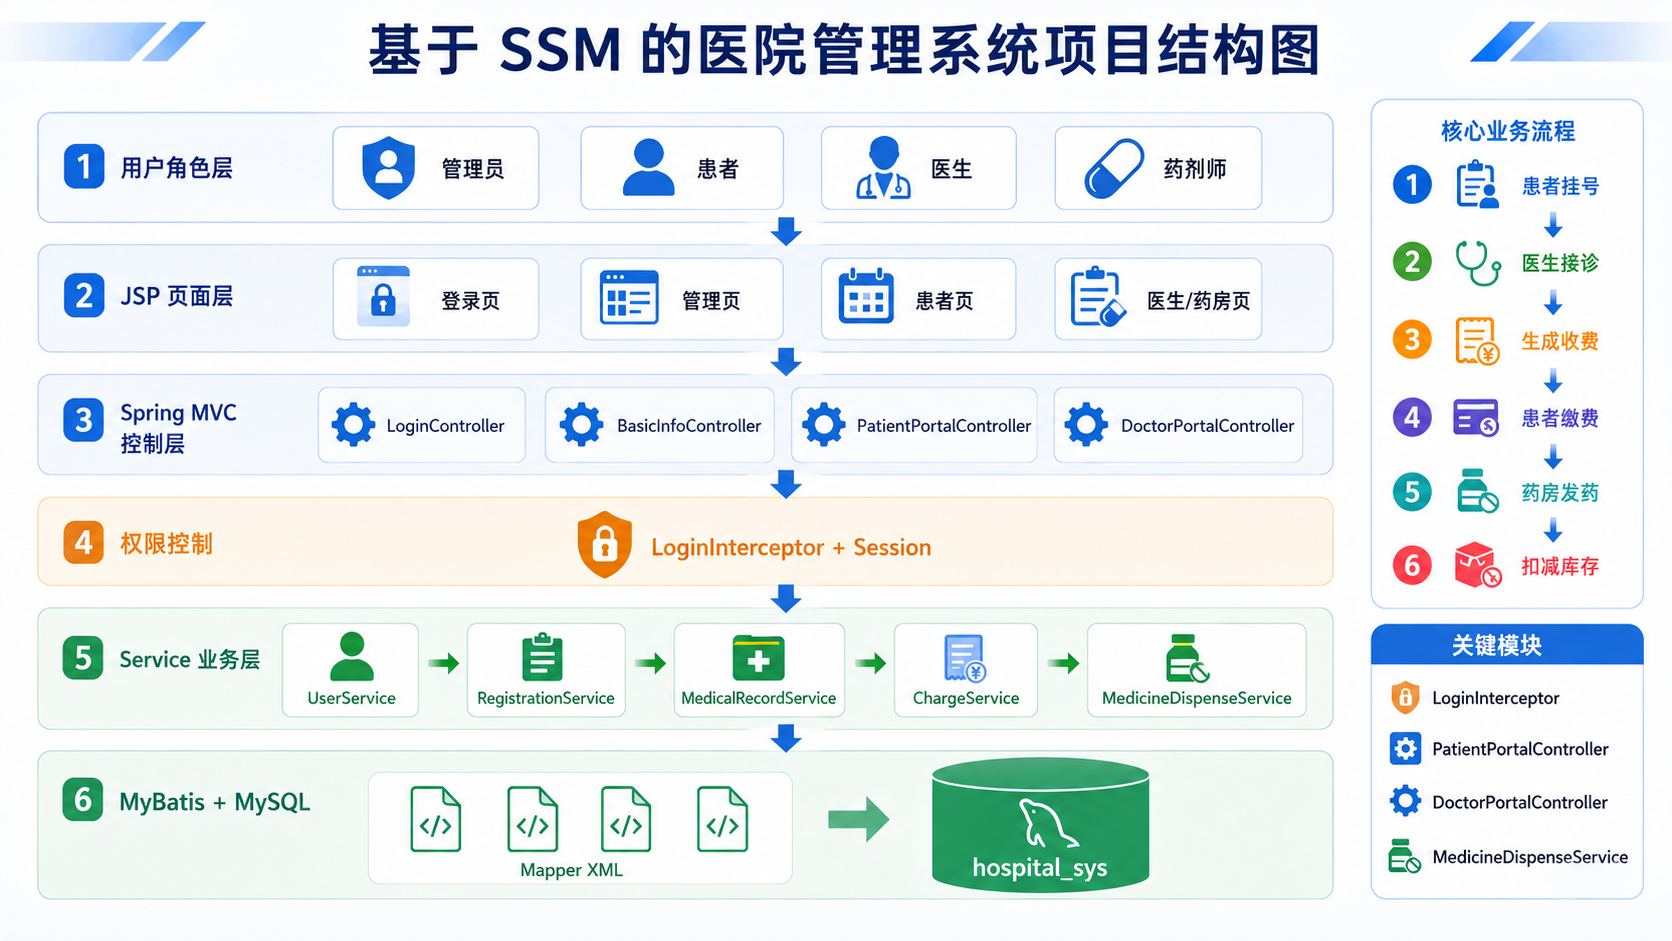 基于 SSM 的医院管理系统项目结构图
1 用户角色层
管理员
患者
医生
药剂师
2 JSP 页面层
登录页
管理页
患者页
医生/药房页
3 Spring MVC
控制层
LoginController
BasicInfoController
PatientPortalController
DoctorPortalController
4 权限控制
LoginInterceptor + Session
5 Service 业务层
UserService
RegistrationService
MedicalRecordService
¥
ChargeService
MedicineDispenseService
6 MyBatis + MySQL
</>
</>
</>
</>
Mapper XML
hospital_sys
核心业务流程
1 患者挂号
2 医生接诊
3 ¥ 生成收费
4 $ 患者缴费
5 药房发药
6 扣减库存
关键模块
LoginInterceptor
PatientPortalController
DoctorPortalController
MedicineDispenseService